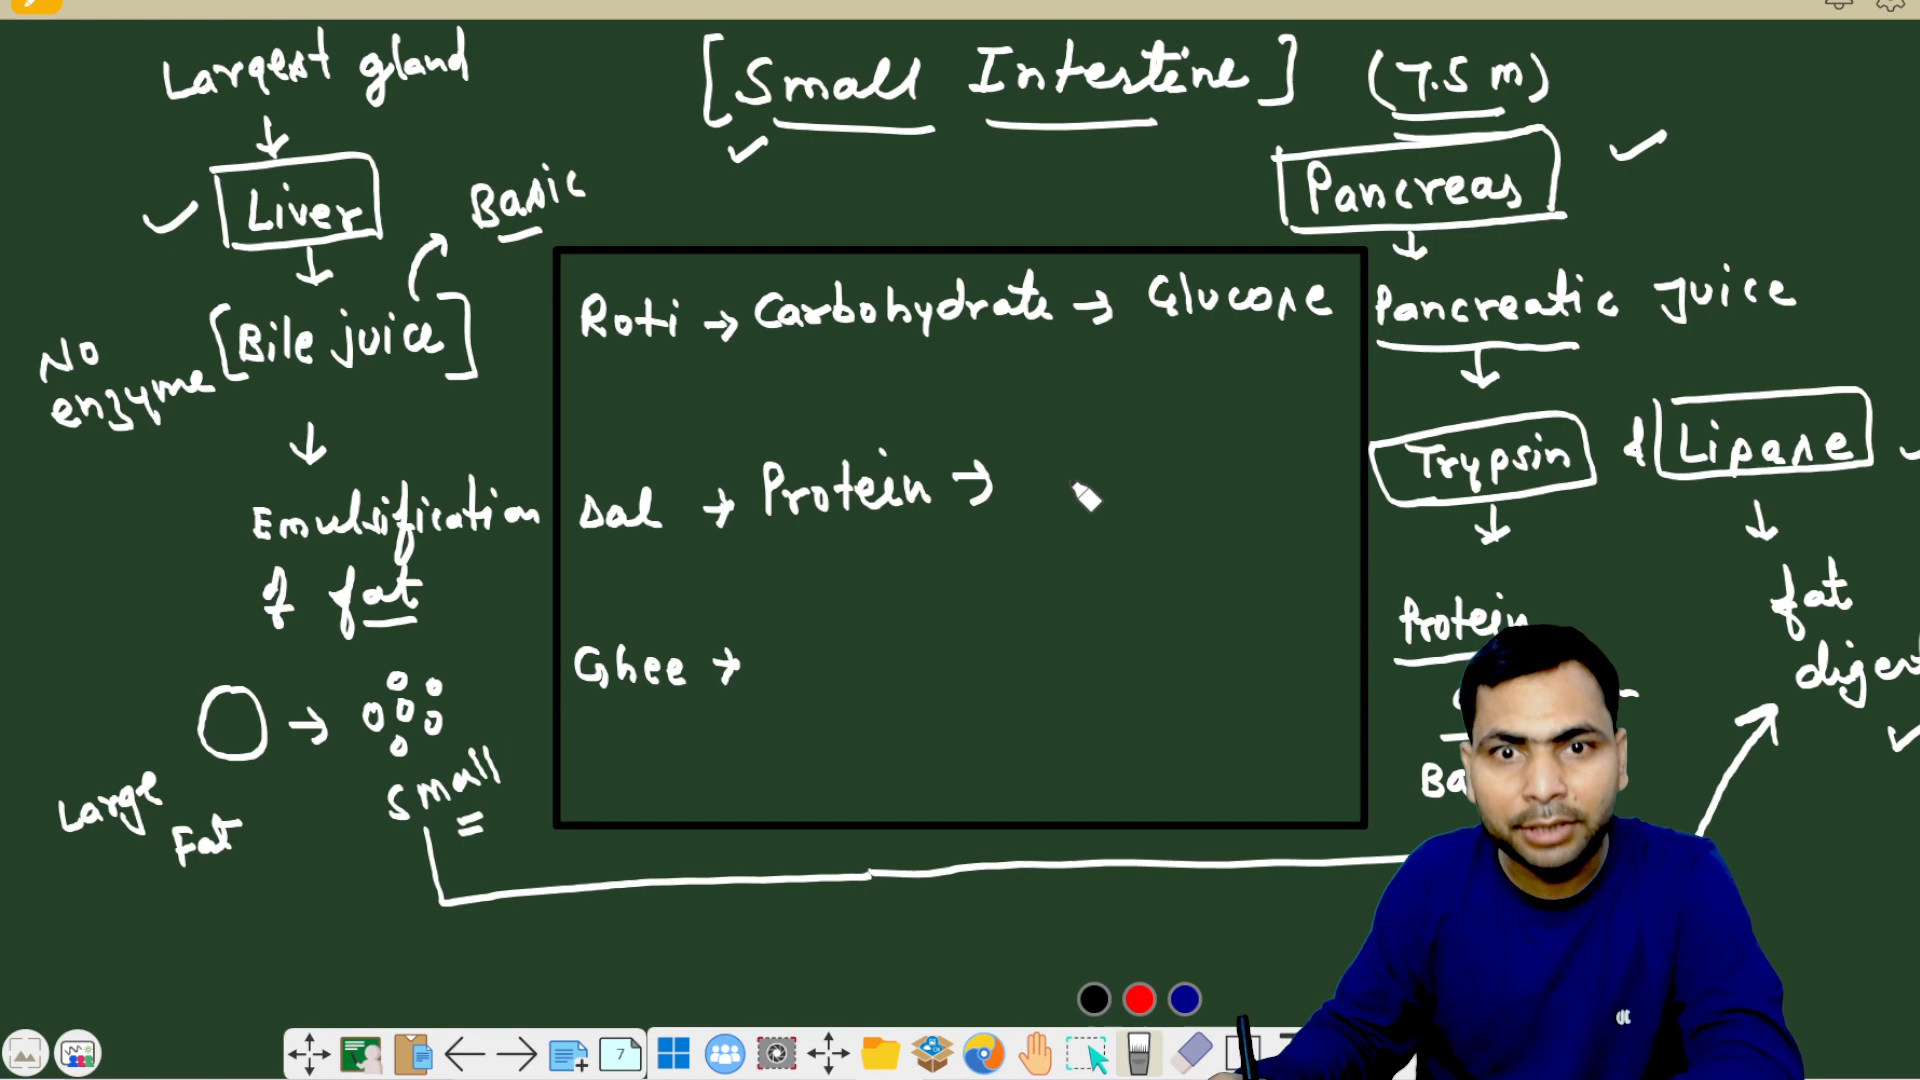 Largest gland
[Small Intestine] (7.5 m)
Liver
Basic
Pancreas
[Bile juice]
No
enzyme
Roti → Carbohydrate → Glucose
Pancreatic Juice
Trypsin & Lipase
Emulsification
of fat
Dal → Protein →
Protein
fat
Ghee →
Large
Fat
Small
7